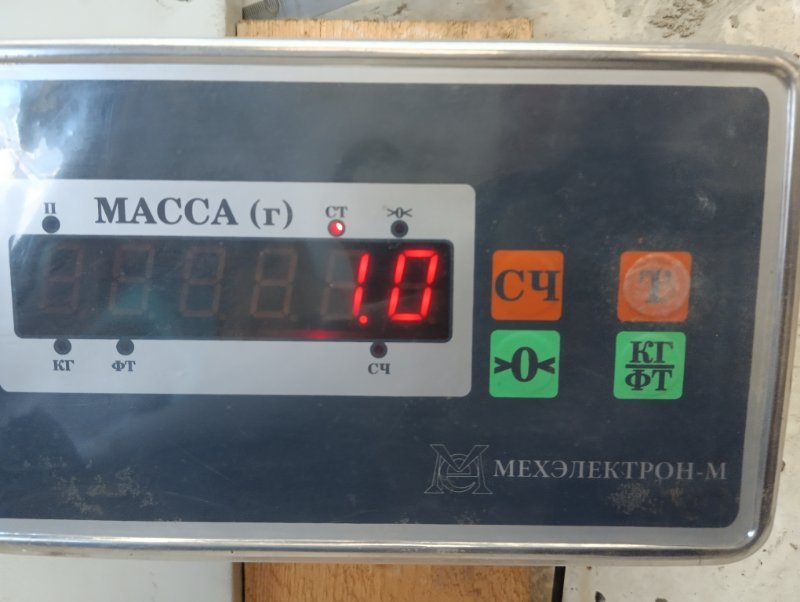 П МАССА (г) СТ >0<
1.0
КГ ФТ СЧ
СЧ Т
>0< КГ/ФТ
МЕХЭЛЕКТРОН-М